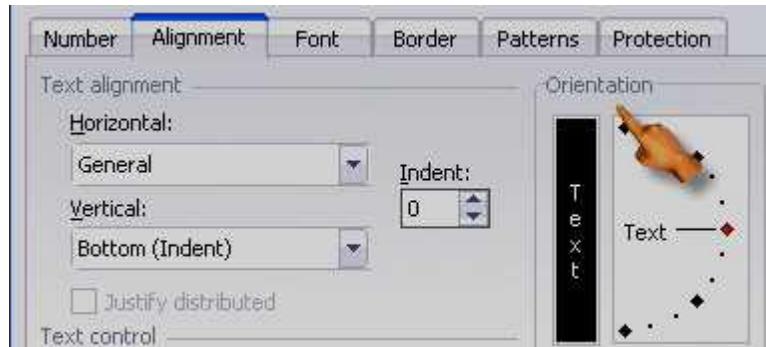 Number Alignment Font Border Patterns Protection
Text alignment
Horizontal:
General
Indent:
0
Vertical:
Bottom (Indent)
Justify distributed
Text control
Orientation
Text
Text